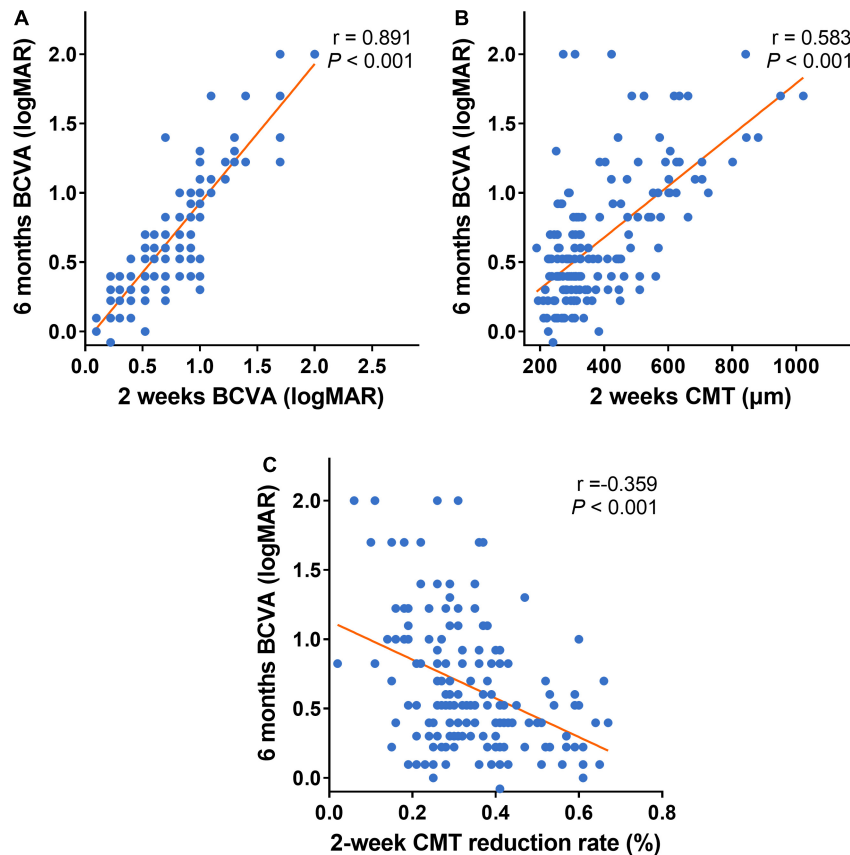 A
r = 0.891
P < 0.001
6 months BCVA (logMAR)
2.0
1.5
1.0
0.5
0.0
0.0 0.5 1.0 1.5 2.0 2.5
2 weeks BCVA (logMAR)
B
r = 0.583
P < 0.001
6 months BCVA (logMAR)
2.0
1.5
1.0
0.5
0.0
200 400 600 800 1000
2 weeks CMT (µm)
C
r =-0.359
P < 0.001
6 months BCVA (logMAR)
2.0
1.5
1.0
0.5
0.0
0.0 0.2 0.4 0.6 0.8
2-week CMT reduction rate (%)